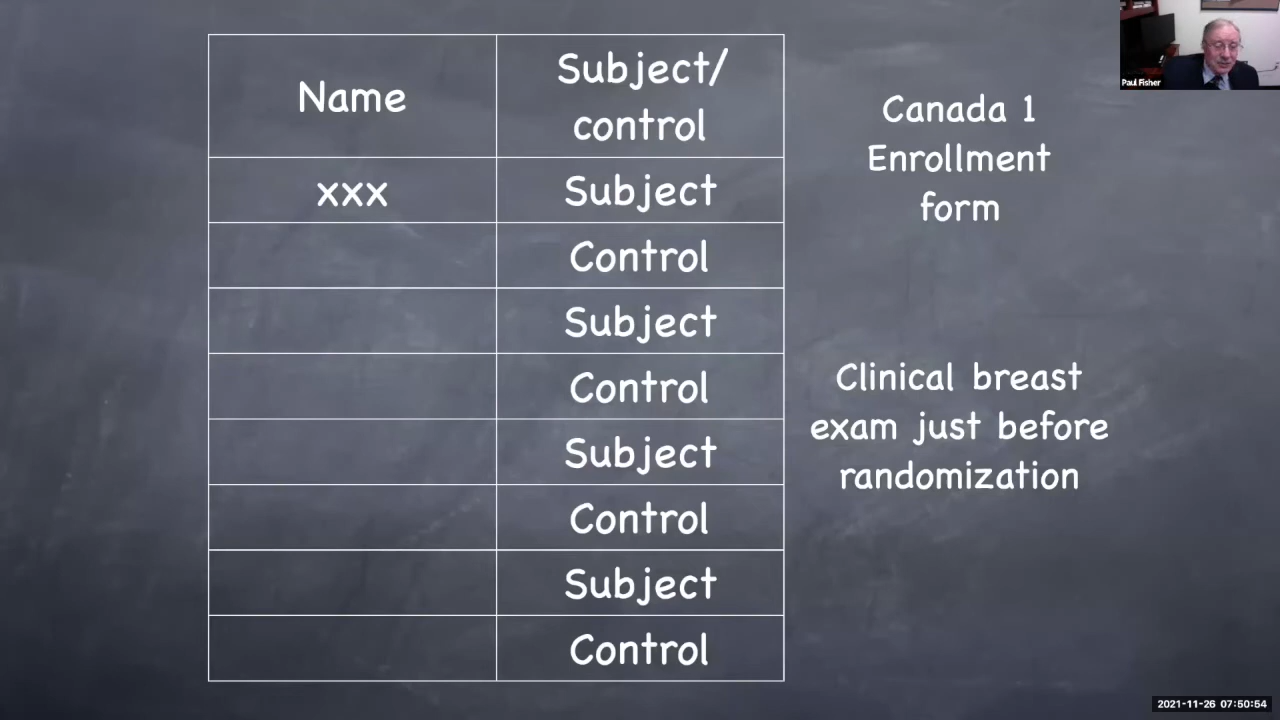 Name
Subject/
control
xxx
Subject
Control
Subject
Control
Subject
Control
Subject
Control
Canada 1
Enrollment
form
Clinical breast
exam just before
randomization
Paul Fisher
2021-11-26 07:50:54